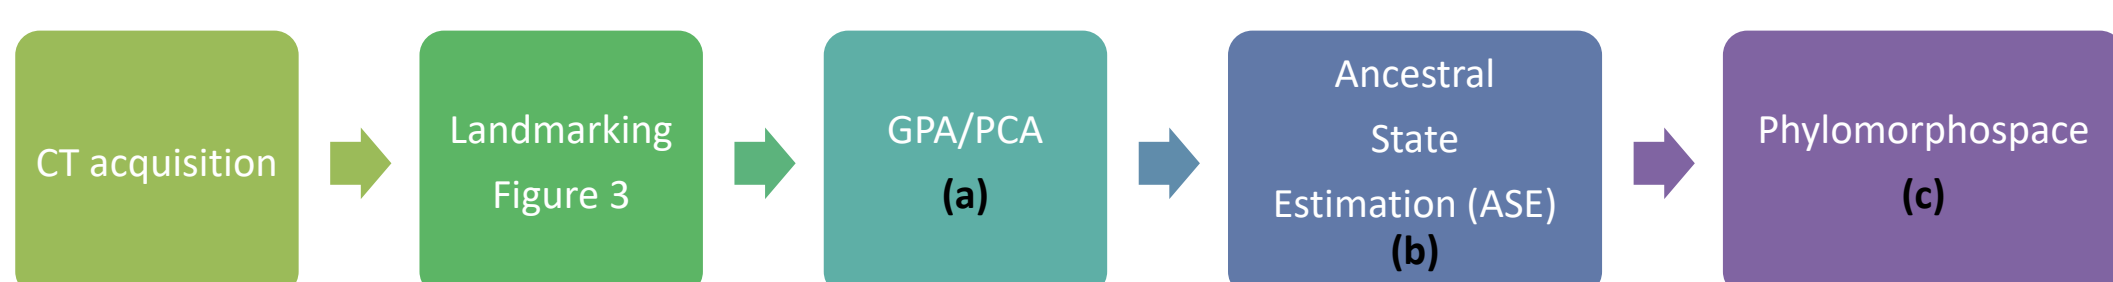 CT acquisition
Landmarking
Figure 3
GPA/PCA
(a)
Ancestral
State
Estimation (ASE)
(b)
Phylomorphospace
(c)